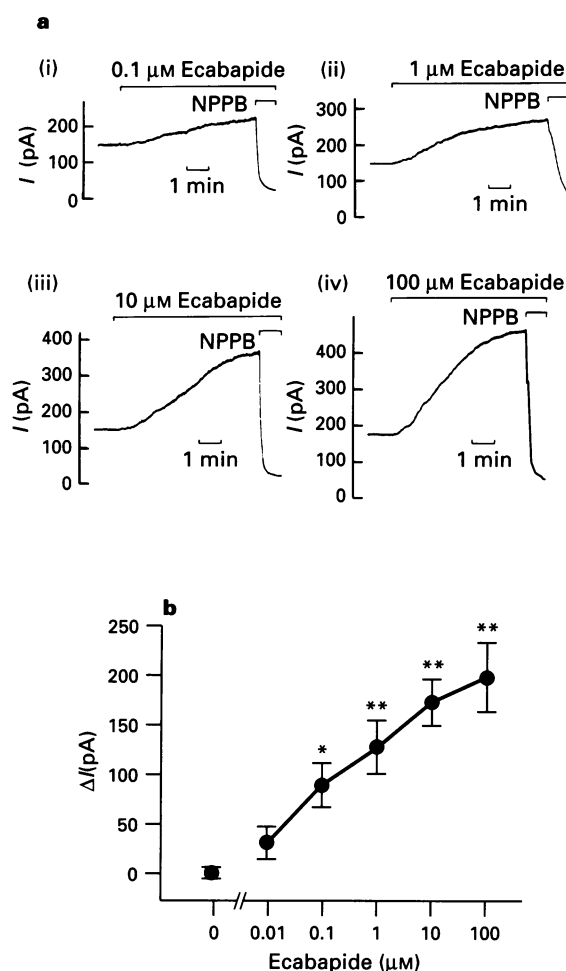 a
(i) 0.1 µM Ecabapide
NPPB
I (pA)
200
100
0
1 min
(ii) 1 µM Ecabapide
NPPB
I (pA)
300
200
100
0
1 min
(iii)
10 µM Ecabapide
NPPB
I (pA)
400
300
200
100
0
1 min
(iv)
100 µM Ecabapide
NPPB
I (pA)
400
300
200
100
0
1 min
b
ΔI(pA)
250
200
150
100
50
0
*
**
**
**
0 0.01 0.1 1 10 100
Ecabapide (µM)